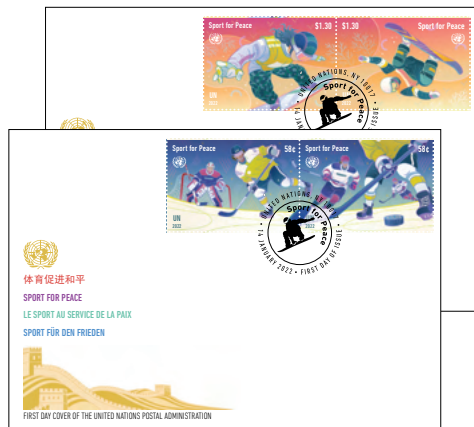 Sport for Peace $1.30 $1.30 Sport for Peace
UN
2022
UNITED NATIONS, NY 10017
Sport for Peace
Sport for Peace 58c Sport for Peace 58c
UN
2022
2022
UNITED NATIONS, NY
Sport for Peace
14 JANUARY 2022 • FIRST DAY OF ISSUE
体育促进和平
SPORT FOR PEACE
LE SPORT AU SERVICE DE LA PAIX
SPORT FÜR DEN FRIEDEN
FIRST DAY COVER OF THE UNITED NATIONS POSTAL ADMINISTRATION